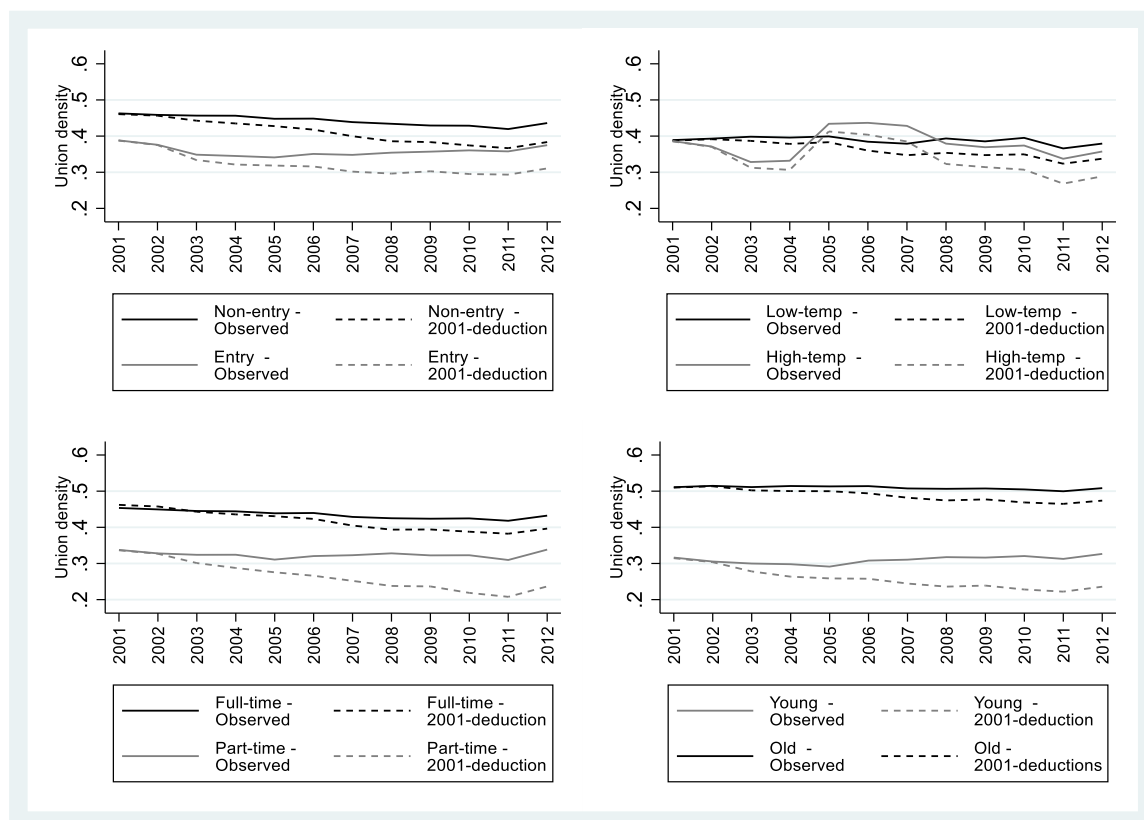 Union density
.6
.5
.4
.3
.2
2001 2002 2003 2004 2005 2006 2007 2008 2009 2010 2011 2012
Non-entry -
Observed
Non-entry -
2001-deduction
Entry -
Observed
Entry -
2001-deduction
Union density
.6
.5
.4
.3
.2
2001 2002 2003 2004 2005 2006 2007 2008 2009 2010 2011 2012
Low-temp -
Observed
Low-temp -
2001-deduction
High-temp -
Observed
High-temp -
2001-deduction
Union density
.6
.5
.4
.3
.2
2001 2002 2003 2004 2005 2006 2007 2008 2009 2010 2011 2012
Full-time -
Observed
Full-time -
2001-deduction
Part-time -
Observed
Part-time -
2001-deduction
Union density
.6
.5
.4
.3
.2
2001 2002 2003 2004 2005 2006 2007 2008 2009 2010 2011 2012
Young -
Observed
Young -
2001-deduction
Old -
Observed
Old -
2001-deductions